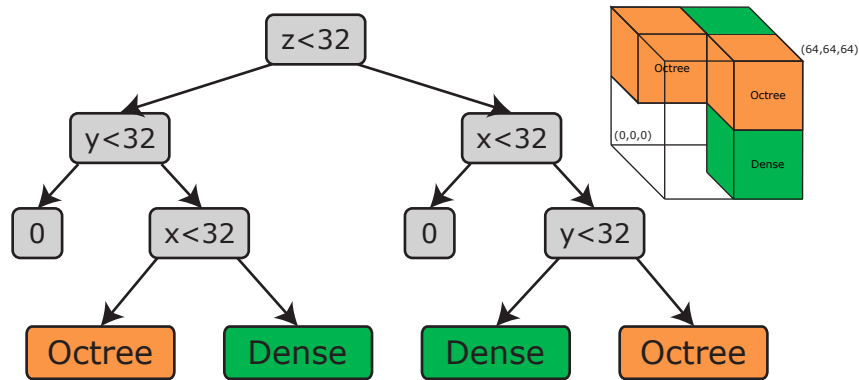 z<32
(64,64,64)
Octree
Octree
y<32
x<32
(0,0,0)
Dense
0
x<32
0
y<32
Octree
Dense
Dense
Octree